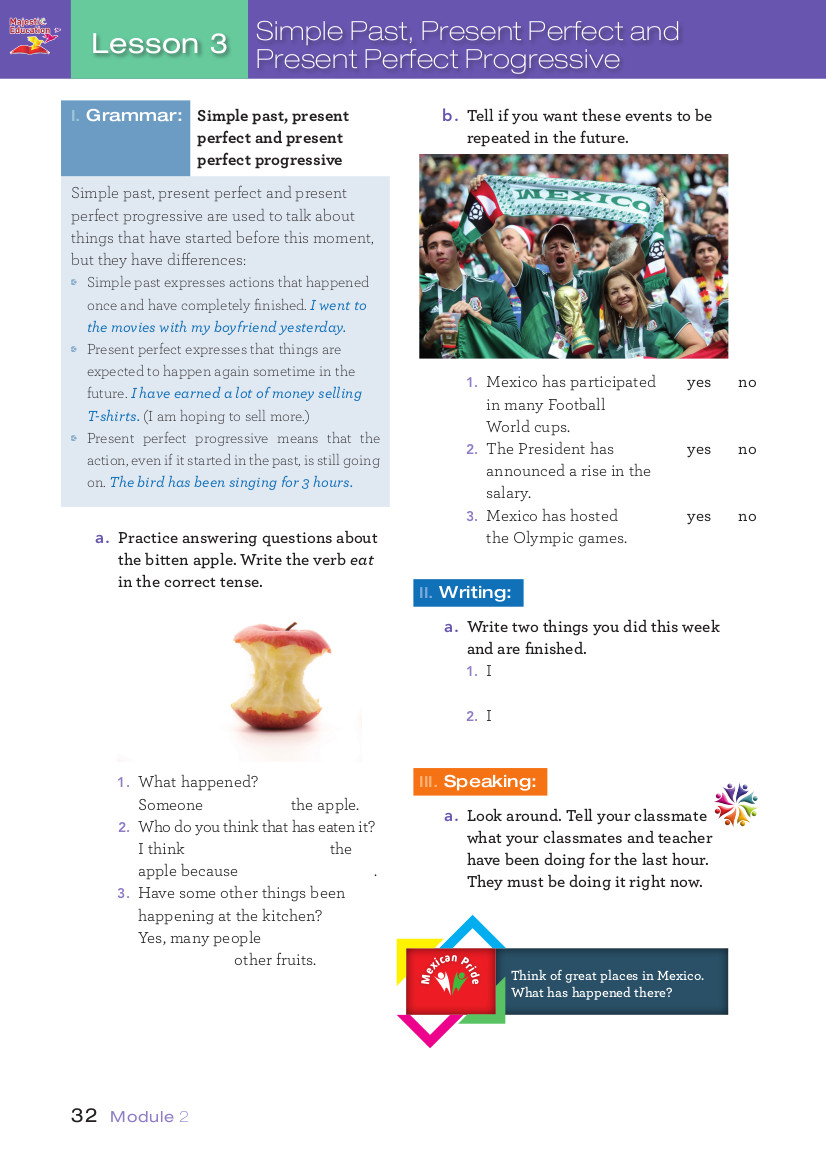 Majestic
Education
Lesson 3
Simple Past, Present Perfect and
Present Perfect Progressive
I. Grammar:
Simple past, present
perfect and present
perfect progressive
Simple past, present perfect and present
perfect progressive are used to talk about
things that have started before this moment,
but they have differences:
Simple past expresses actions that happened
once and have completely finished. I went to
the movies with my boyfriend yesterday.
Present perfect expresses that things are
expected to happen again sometime in the
future. I have earned a lot of money selling
T-shirts. (I am hoping to sell more.)
Present perfect progressive means that the
action, even if it started in the past, is still going
on. The bird has been singing for 3 hours.
a. Practice answering questions about
the bitten apple. Write the verb eat
in the correct tense.
1. What happened?
Someone the apple.
2. Who do you think that has eaten it?
I think the
apple because .
3. Have some other things been
happening at the kitchen?
Yes, many people
other fruits.
b. Tell if you want these events to be
repeated in the future.
MEXICO
1. Mexico has participated yes no
in many Football
World cups.
2. The President has yes no
announced a rise in the
salary.
3. Mexico has hosted yes no
the Olympic games.
II. Writing:
a. Write two things you did this week
and are finished.
1. I
2. I
III. Speaking:
a. Look around. Tell your classmate
what your classmates and teacher
have been doing for the last hour.
They must be doing it right now.
Mexican Pride
Think of great places in Mexico.
What has happened there?
32 Module 2